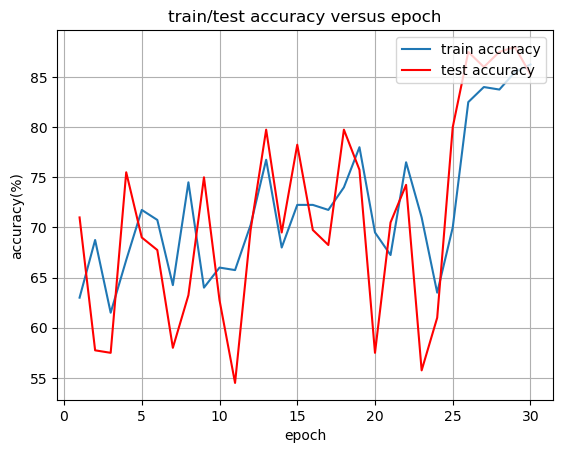 train/test accuracy versus epoch
train accuracy
test accuracy
accuracy(%)
85
80
75
70
65
60
55
0 5 10 15 20 25 30
epoch